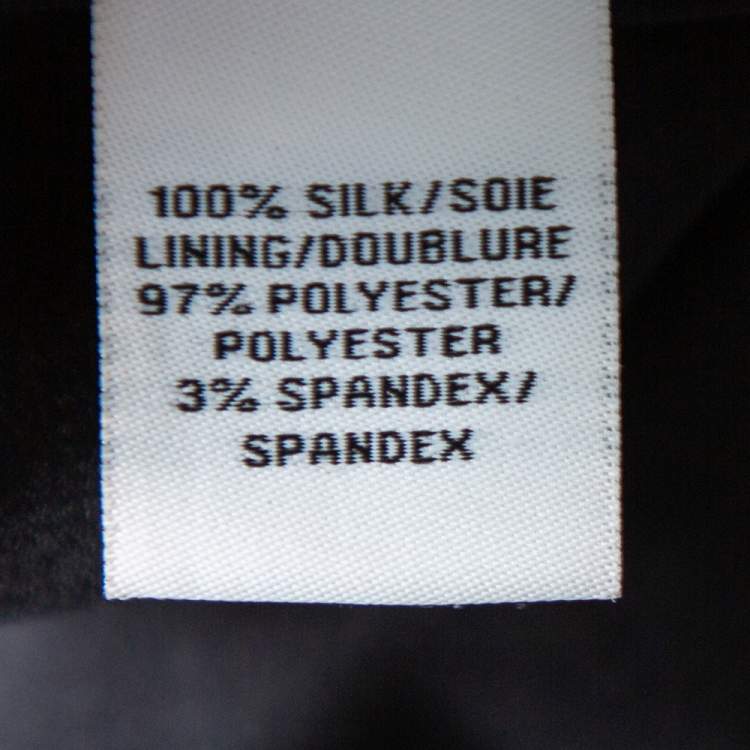 100% SILK/SOIE
LINING/DOUBLURE
97% POLYESTER/
POLYESTER
3% SPANDEX/
SPANDEX